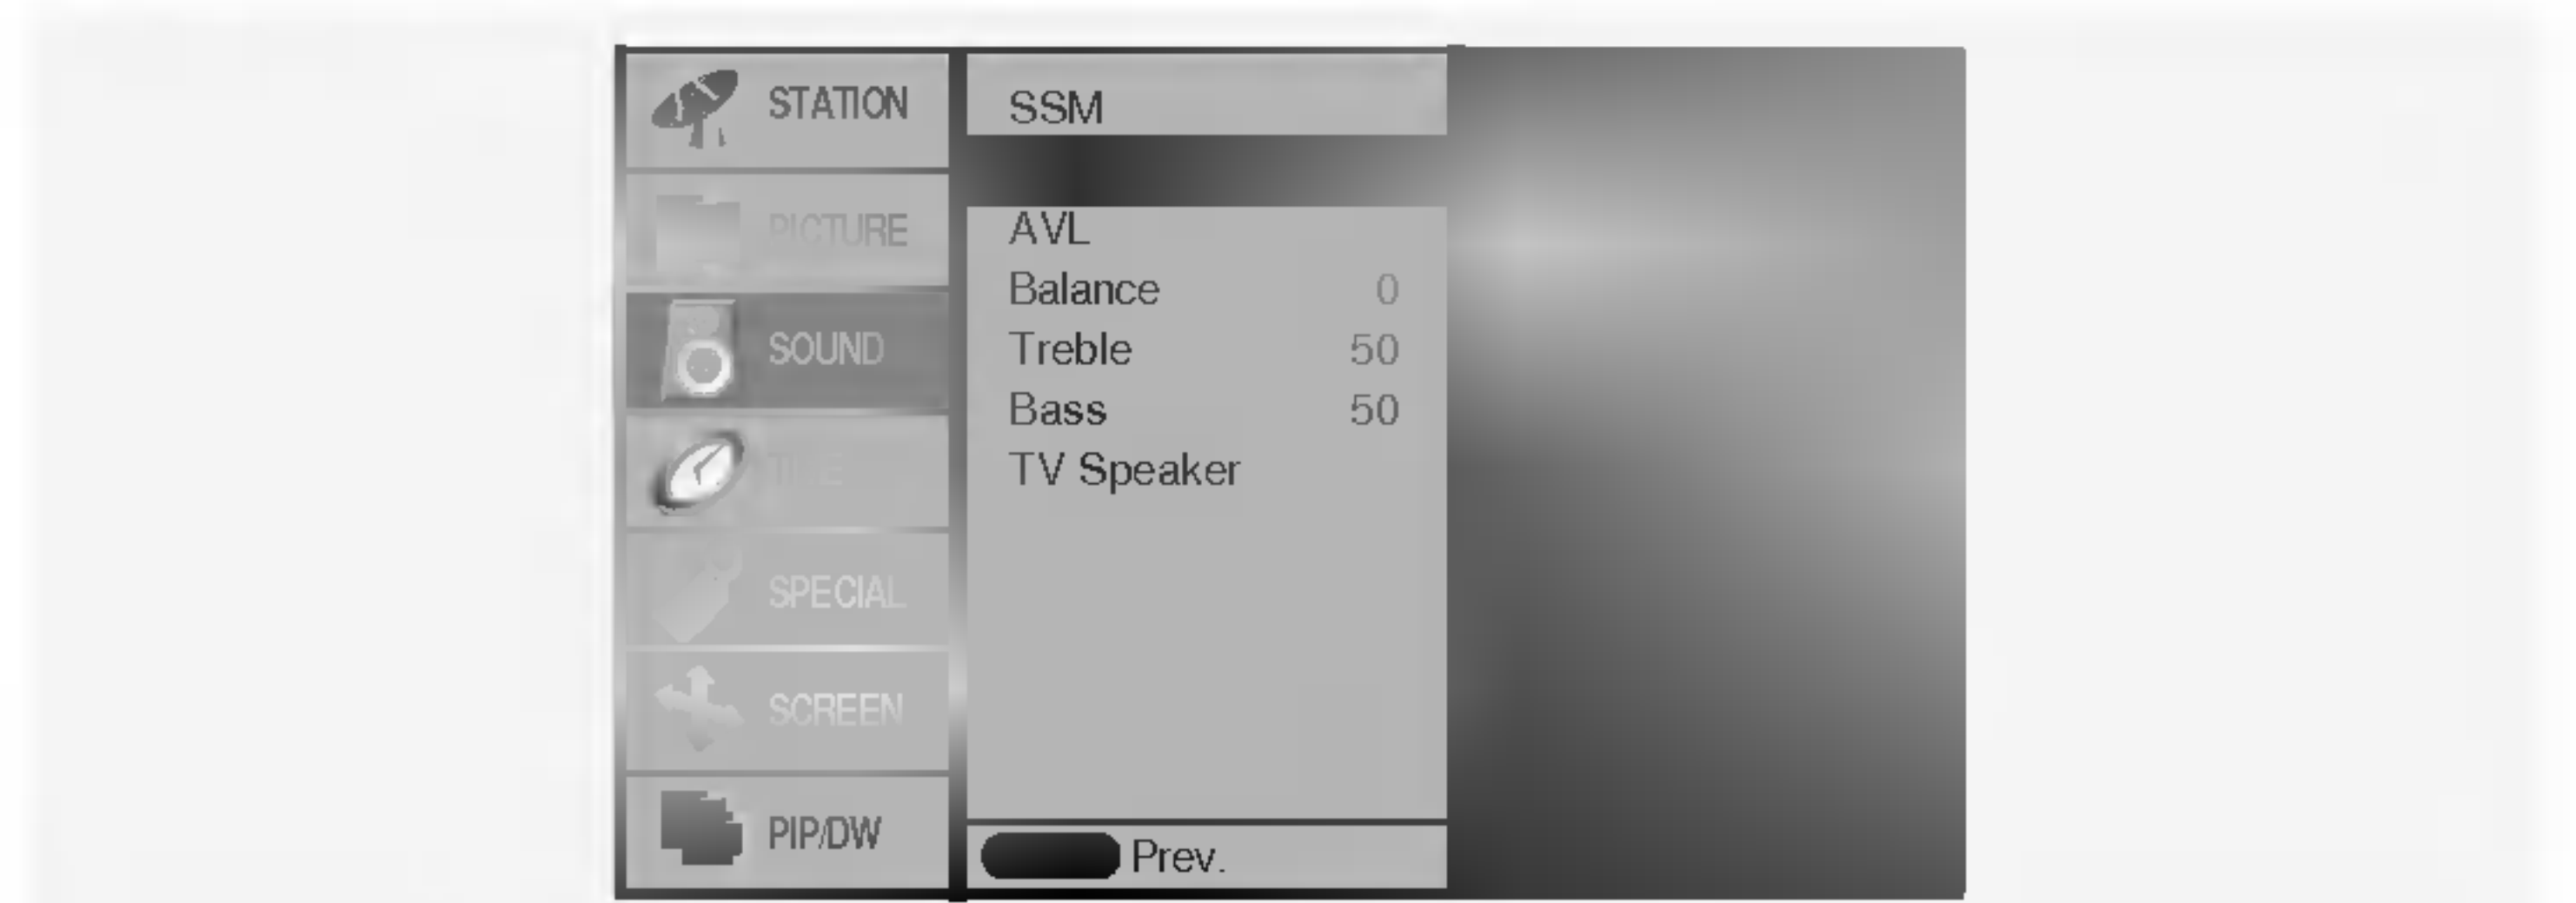 STATION
PICTURE
SOUND
SPECIAL
SCREEN
PIP/DW
SSM
AVL
Balance 0
Treble 50
Bass 50
TV Speaker
Prev.